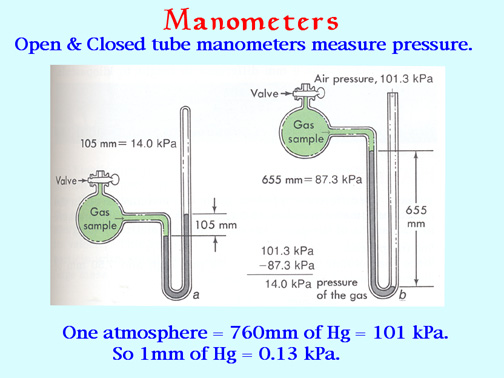 Manometers
Open & Closed tube manometers measure pressure.
Air pressure, 101.3 kPa
Valve
Gas
sample
105 mm= 14.0 kPa
Valve
655 mm=87.3 kPa
Gas
sample
105 mm
655
mm
101.3 kPa
−87.3 kPa
14.0 kPa pressure
of the gas
a
b
One atmosphere = 760mm of Hg = 101 kPa.
So 1mm of Hg = 0.13 kPa.